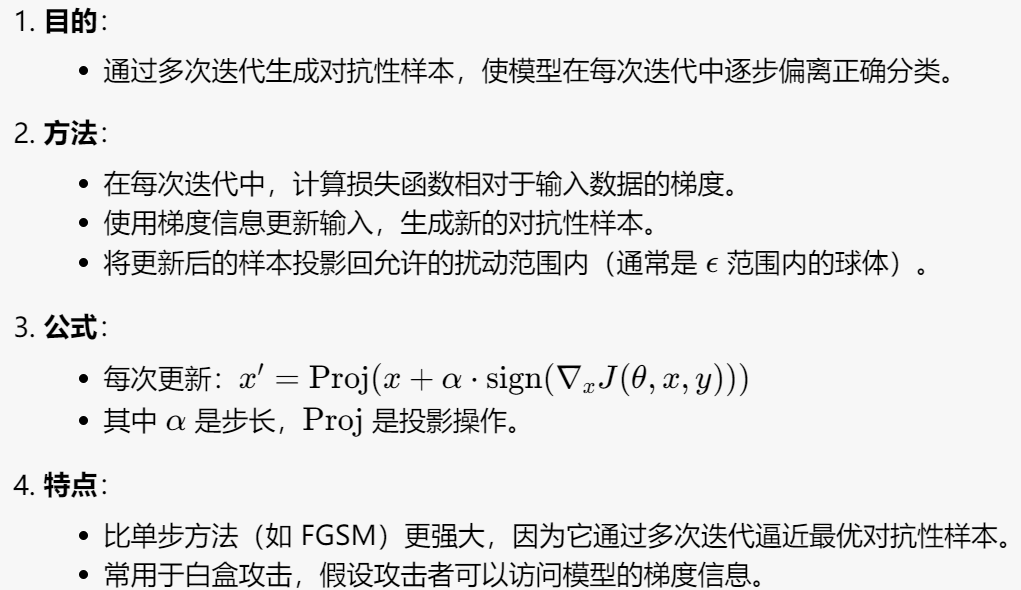 1. 目的：
• 通过多次迭代生成对抗性样本，使模型在每次迭代中逐步偏离正确分类。
2. 方法：
• 在每次迭代中，计算损失函数相对于输入数据的梯度。
• 使用梯度信息更新输入，生成新的对抗性样本。
• 将更新后的样本投影回允许的扰动范围内（通常是 ϵ 范围内的球体）。
3. 公式：
• 每次更新：x′ = Proj(x + α · sign(∇ₓJ(θ, x, y)))
• 其中 α 是步长，Proj 是投影操作。
4. 特点：
• 比单步方法（如 FGSM）更强大，因为它通过多次迭代逼近最优对抗性样本。
• 常用于白盒攻击，假设攻击者可以访问模型的梯度信息。